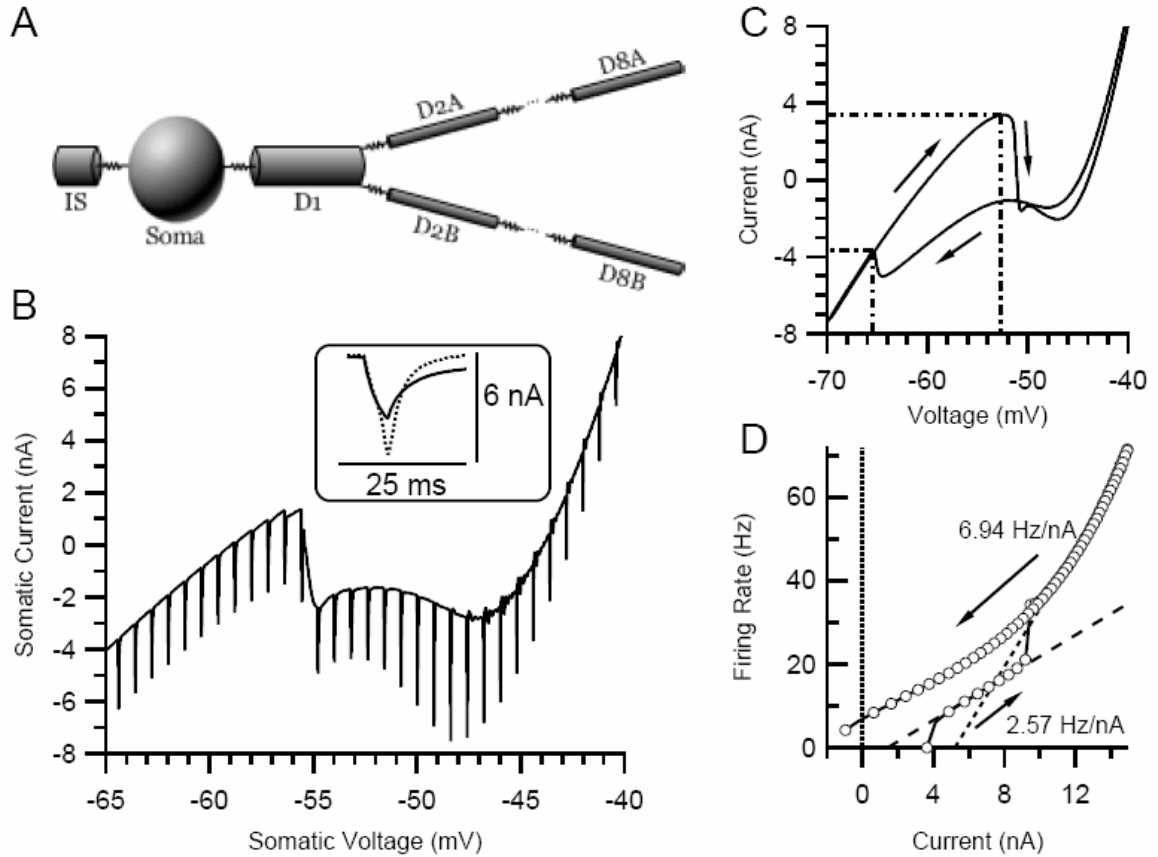 A
IS
Soma
D1
D2A
D8A
D2B
D8B
B
Somatic Current (nA)
8
6
4
2
0
-2
-4
-6
-8
6 nA
25 ms
-65
-60
-55
-50
-45
-40
Somatic Voltage (mV)
C
Current (nA)
8
4
0
-4
-8
-70
-60
-50
-40
Voltage (mV)
D
Firing Rate (Hz)
60
40
20
0
6.94 Hz/nA
2.57 Hz/nA
0
4
8
12
Current (nA)